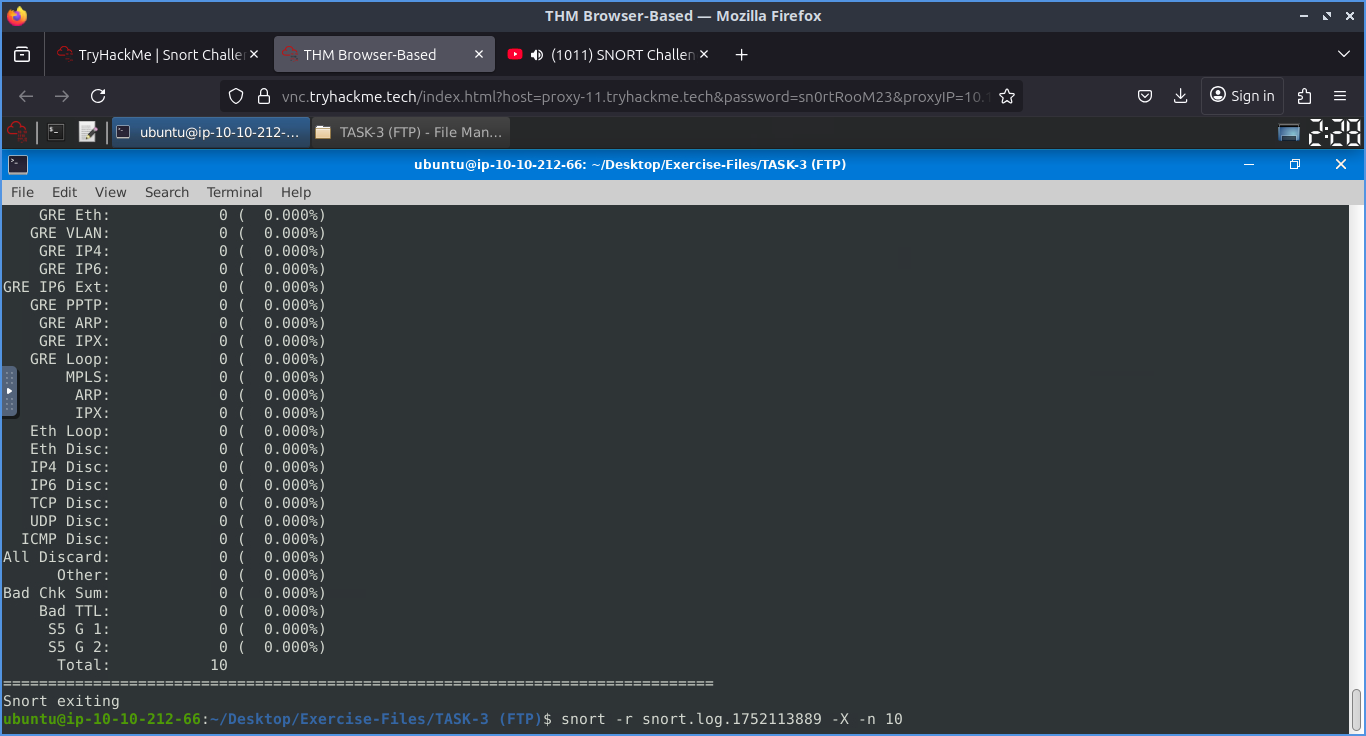 THM Browser-Based — Mozilla Firefox
TryHackMe | Snort Challe
THM Browser-Based
(1011) SNORT Challen
vnc.tryhackme.tech/index.html?host=proxy-11.tryhackme.tech&password=sn0rtRooM23&proxyIP=10.1
Sign in
ubuntu@ip-10-10-212-...
TASK-3 (FTP) - File Man...
2:28
ubuntu@ip-10-10-212-66: ~/Desktop/Exercise-Files/TASK-3 (FTP)
File Edit View Search Terminal Help
GRE Eth: 0 ( 0.000%)
GRE VLAN: 0 ( 0.000%)
GRE IP4: 0 ( 0.000%)
GRE IP6: 0 ( 0.000%)
GRE IP6 Ext: 0 ( 0.000%)
GRE PPTP: 0 ( 0.000%)
GRE ARP: 0 ( 0.000%)
GRE IPX: 0 ( 0.000%)
GRE Loop: 0 ( 0.000%)
MPLS: 0 ( 0.000%)
ARP: 0 ( 0.000%)
IPX: 0 ( 0.000%)
Eth Loop: 0 ( 0.000%)
Eth Disc: 0 ( 0.000%)
IP4 Disc: 0 ( 0.000%)
IP6 Disc: 0 ( 0.000%)
TCP Disc: 0 ( 0.000%)
UDP Disc: 0 ( 0.000%)
ICMP Disc: 0 ( 0.000%)
All Discard: 0 ( 0.000%)
Other: 0 ( 0.000%)
Bad Chk Sum: 0 ( 0.000%)
Bad TTL: 0 ( 0.000%)
S5 G 1: 0 ( 0.000%)
S5 G 2: 0 ( 0.000%)
Total: 10
===============================================================================
Snort exiting
ubuntu@ip-10-10-212-66:~/Desktop/Exercise-Files/TASK-3 (FTP)$ snort -r snort.log.1752113889 -X -n 10